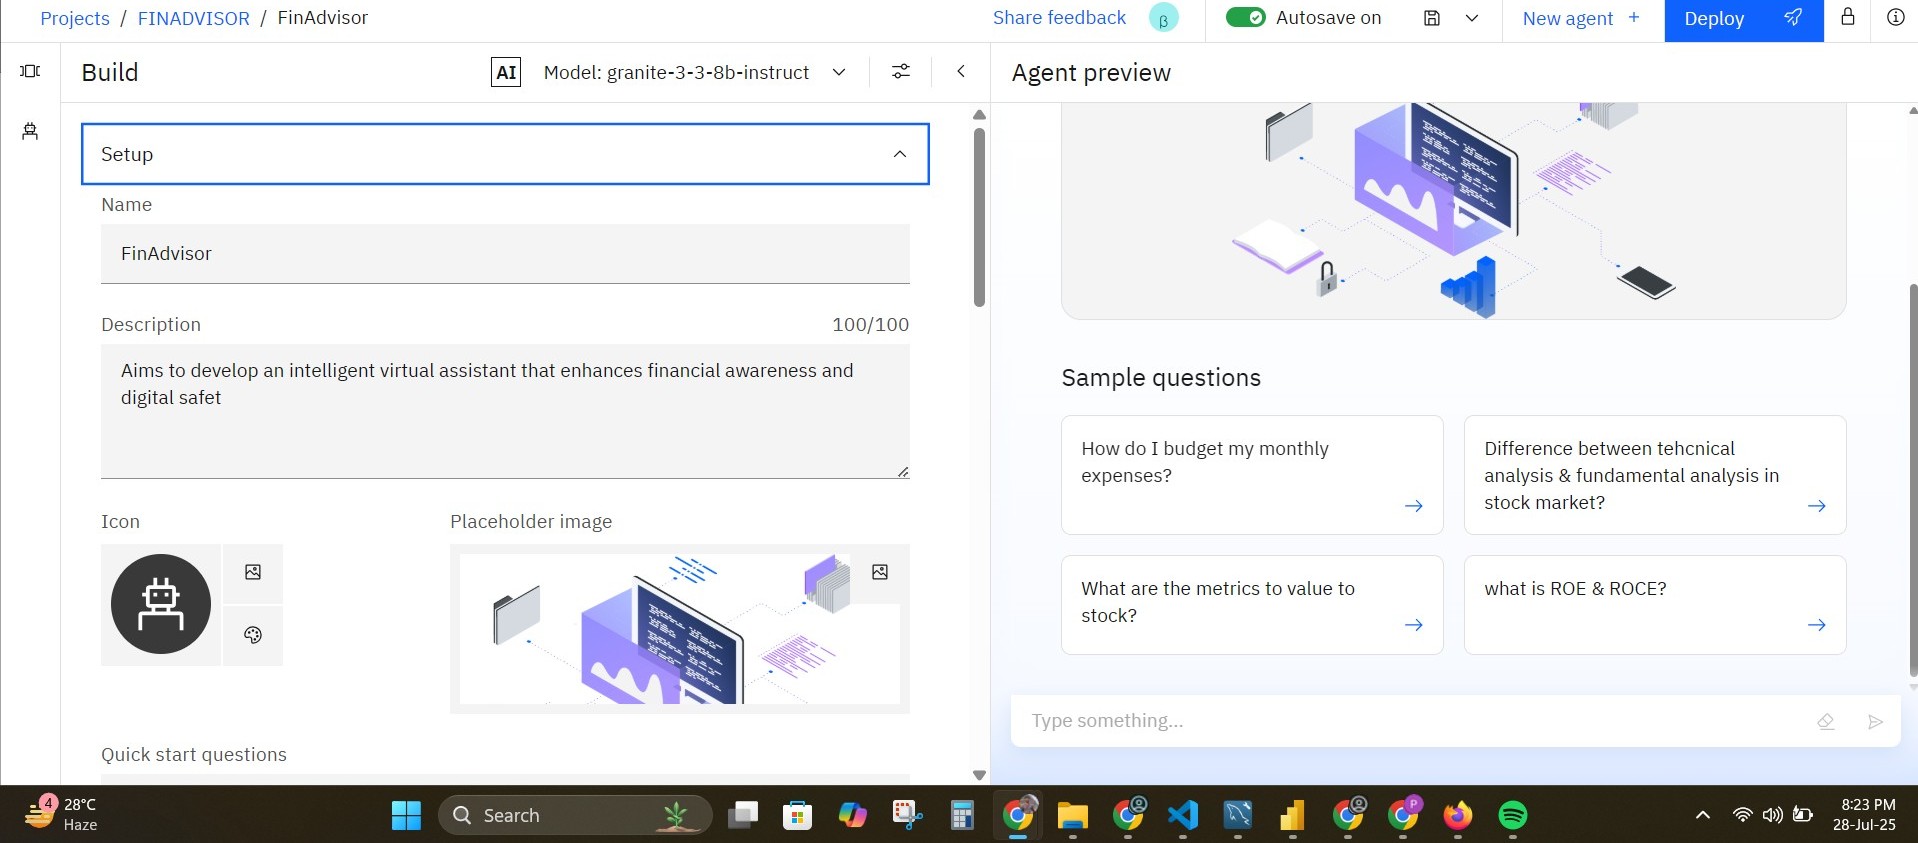 Projects / FINADVISOR / FinAdvisor
Share feedback β Autosave on New agent + Deploy
Build AI Model: granite-3-3-8b-instruct
Agent preview
Setup
Name
FinAdvisor
Description 100/100
Aims to develop an intelligent virtual assistant that enhances financial awareness and
digital safet
Icon Placeholder image
Quick start questions
Sample questions
How do I budget my monthly
expenses?
Difference between tehcnical
analysis & fundamental analysis in
stock market?
What are the metrics to value to
stock?
what is ROE & ROCE?
Type something...
4 28°C
Haze
Search
P
8:23 PM
28-Jul-25